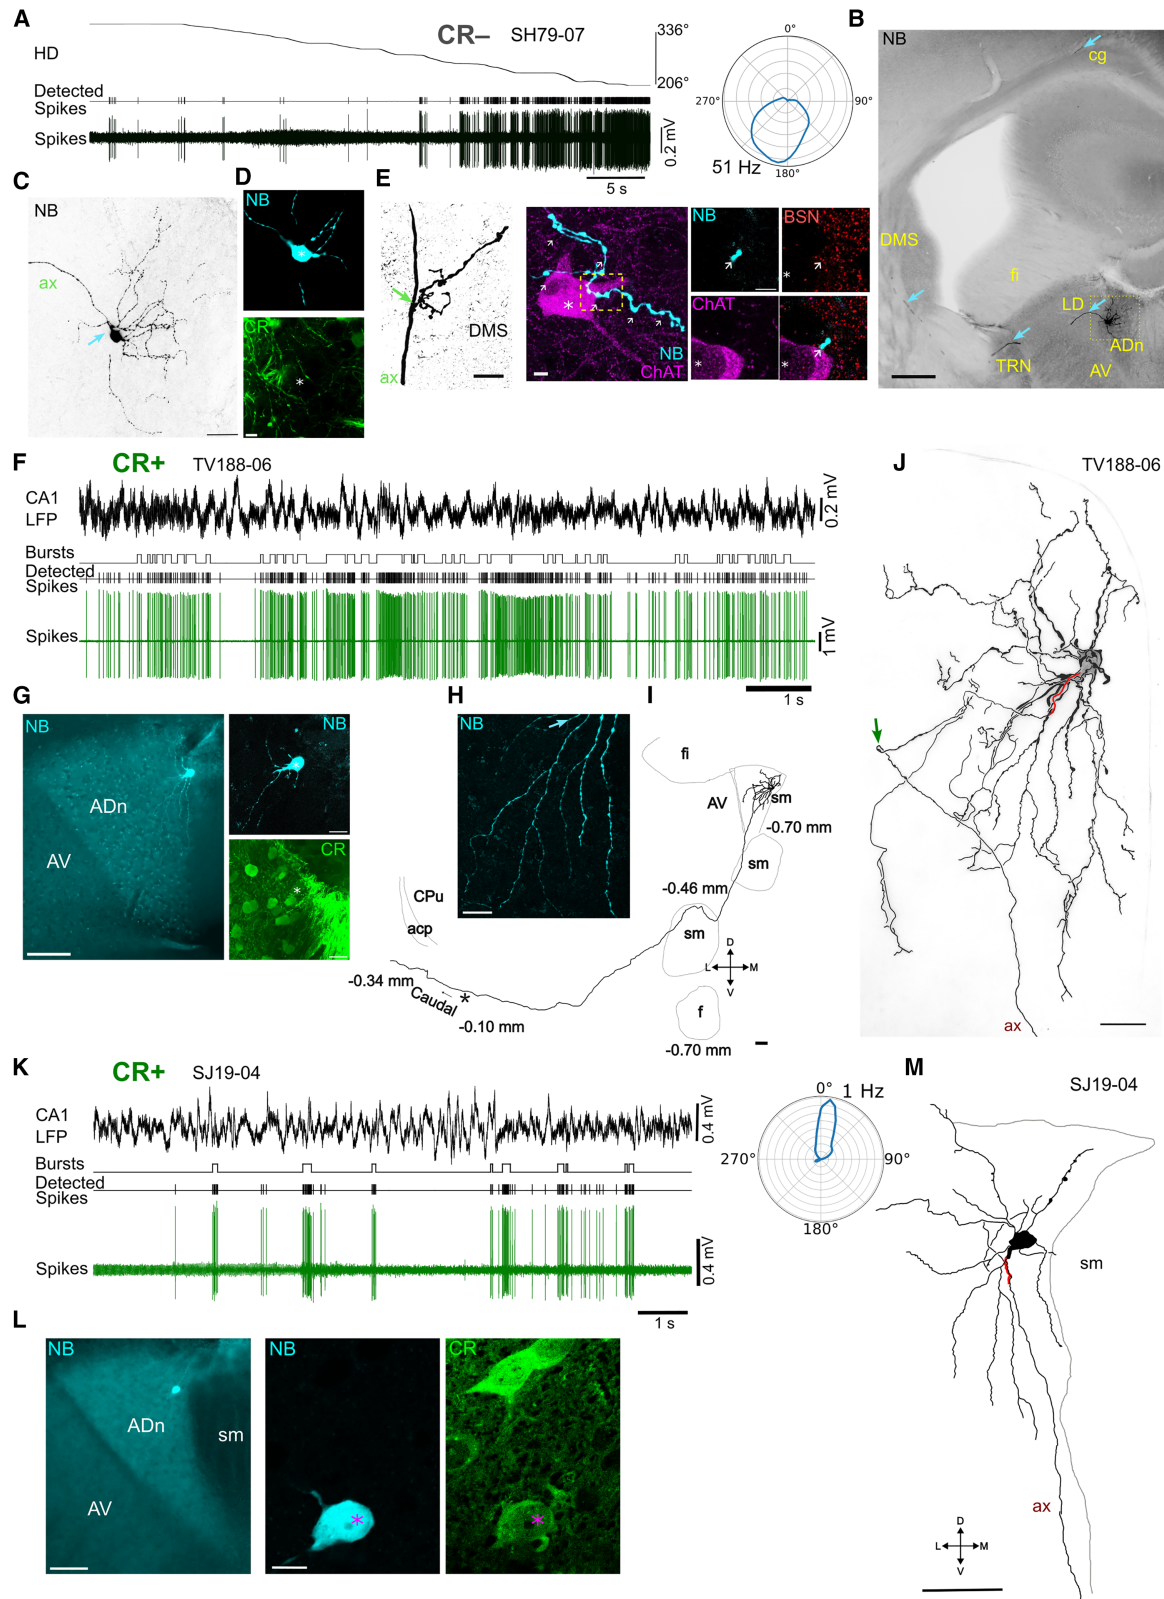 A
CR–
SH79-07
HD
336°
206°
Detected
Spikes
Spikes
0.2 mV
5 s
0°
270°
90°
180°
51 Hz
B
NB
cg
DMS
fi
LD
ADn
TRN
AV
C
NB
ax
D
NB
*
CR
*
E
DMS
ax
*
NB
ChAT
NB
*
BSN
*
ChAT
*
*
F
CR+
TV188-06
CA1
LFP
0.2 mV
Bursts
Detected
Spikes
Spikes
1 mV
1 s
G
NB
ADn
AV
NB
*
CR
*
H
NB
I
fi
AV
sm
-0.70 mm
sm
-0.46 mm
CPu
acp
sm
D
L
M
V
-0.34 mm
Caudal
*
-0.10 mm
f
-0.70 mm
J
TV188-06
ax
K
CR+
SJ19-04
CA1
LFP
0.4 mV
Bursts
Detected
Spikes
Spikes
0.4 mV
1 s
0°
1 Hz
270°
90°
180°
L
NB
ADn
sm
AV
NB
*
CR
*
M
SJ19-04
sm
ax
D
L
M
V